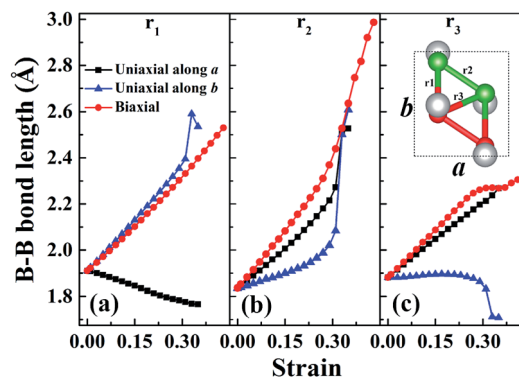 r1
r2
r3
3.0
2.8
2.6
2.4
2.2
2.0
1.8
B-B bond length (Å)
Uniaxial along a
Uniaxial along b
Biaxial
r1
r2
r3
b
a
(a)
(b)
(c)
0.00 0.15 0.30
0.00 0.15 0.30
0.00 0.15 0.30
Strain